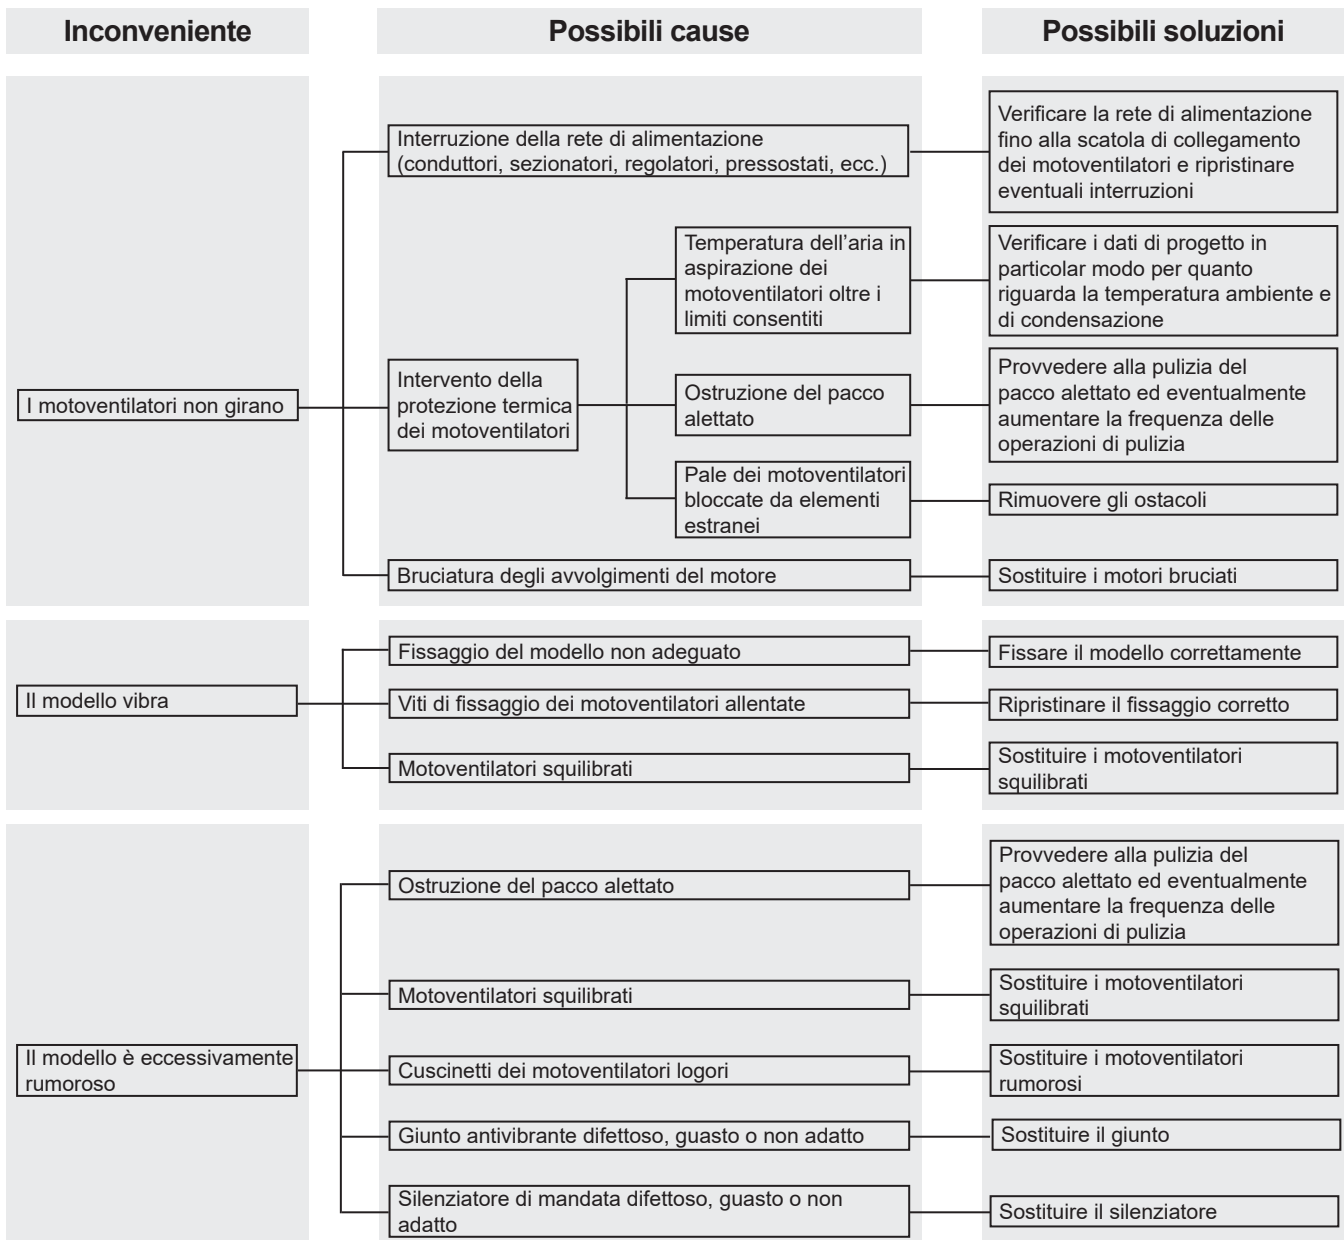 Inconveniente
Possibili cause
Possibili soluzioni
I motoventilatori non girano
Interruzione della rete di alimentazione
(conduttori, sezionatori, regolatori, pressostati, ecc.)
Verificare la rete di alimentazione
fino alla scatola di collegamento
dei motoventilatori e ripristinare
eventuali interruzioni
Intervento della
protezione termica
dei motoventilatori
Temperatura dell’aria in
aspirazione dei
motoventilatori oltre i
limiti consentiti
Verificare i dati di progetto in
particolar modo per quanto
riguarda la temperatura ambiente e
di condensazione
Ostruzione del pacco
alettato
Provvedere alla pulizia del
pacco alettato ed eventualmente
aumentare la frequenza delle
operazioni di pulizia
Pale dei motoventilatori
bloccate da elementi
estranei
Rimuovere gli ostacoli
Bruciatura degli avvolgimenti del motore
Sostituire i motori bruciati
Il modello vibra
Fissaggio del modello non adeguato
Fissare il modello correttamente
Viti di fissaggio dei motoventilatori allentate
Ripristinare il fissaggio corretto
Motoventilatori squilibrati
Sostituire i motoventilatori
squilibrati
Il modello è eccessivamente
rumoroso
Ostruzione del pacco alettato
Provvedere alla pulizia del
pacco alettato ed eventualmente
aumentare la frequenza delle
operazioni di pulizia
Motoventilatori squilibrati
Sostituire i motoventilatori
squilibrati
Cuscinetti dei motoventilatori logori
Sostituire i motoventilatori
rumorosi
Giunto antivibrante difettoso, guasto o non adatto
Sostituire il giunto
Silenziatore di mandata difettoso, guasto o non
adatto
Sostituire il silenziatore